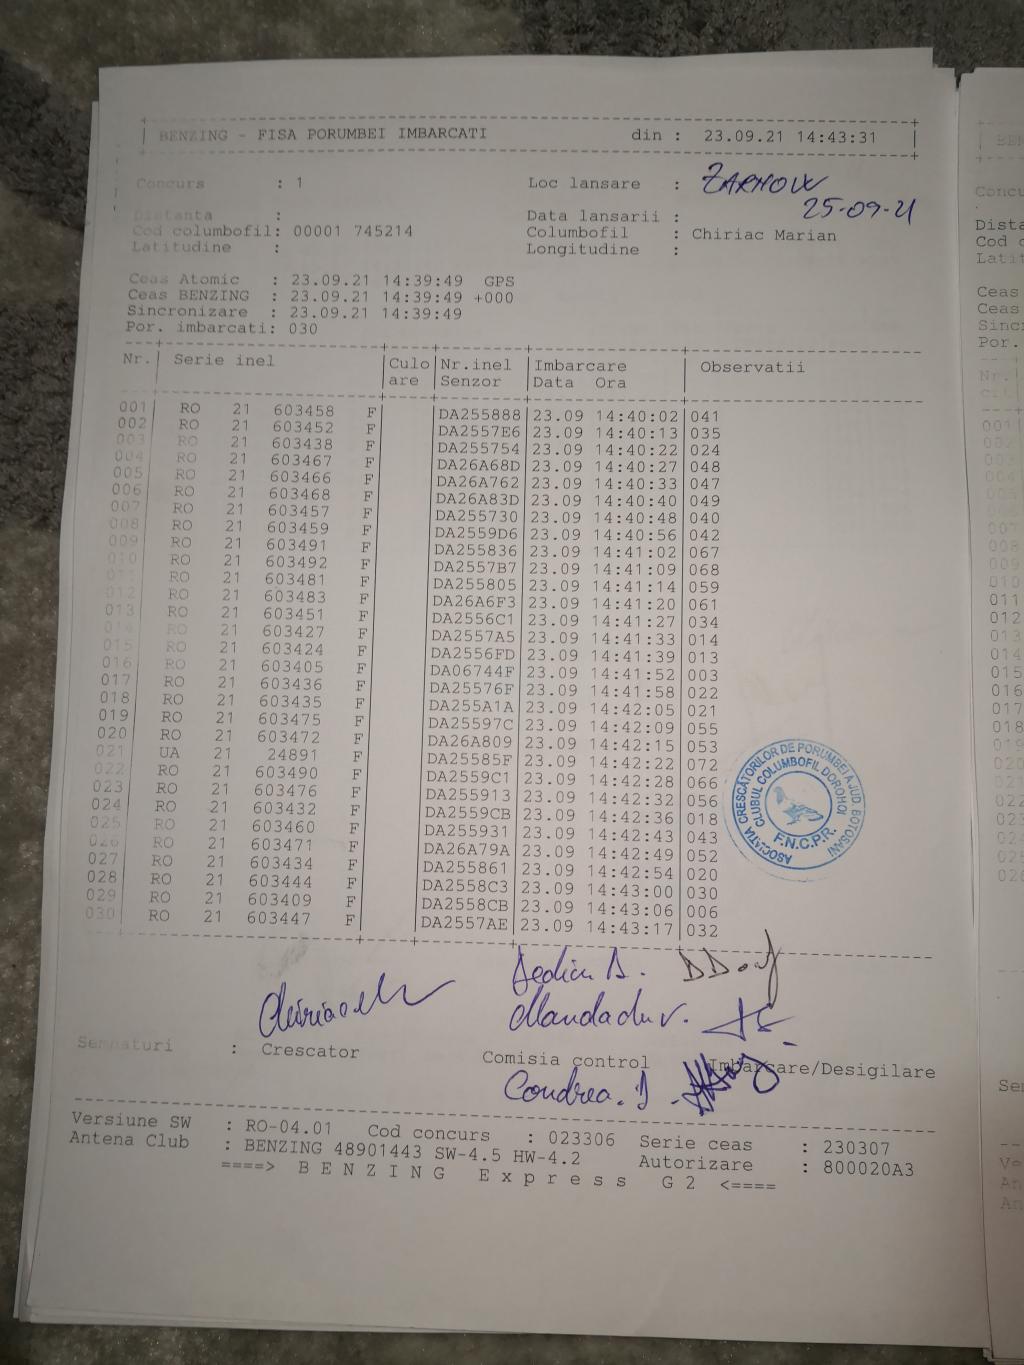 BENZING - FISA PORUMBEI IMBARCATI din : 23.09.21 14:43:31
Concurs : 1 Loc lansare : ZARNOW
Distanta : Data lansarii : 25-09-21
Cod columbofil: 00001 745214 Columbofil : Chiriac Marian
Latitudine : Longitudine :
Ceas Atomic : 23.09.21 14:39:49 GPS
Ceas BENZING : 23.09.21 14:39:49 +000
Sincronizare : 23.09.21 14:39:49
Por. imbarcati: 030
Nr. Serie inel Culo Nr.inel Imbarcare Observatii
are Senzor Data Ora
001 RO 21 603458 F DA255888 23.09 14:40:02 041
002 RO 21 603452 F DA2557E6 23.09 14:40:13 035
003 RO 21 603438 F DA255754 23.09 14:40:22 024
004 RO 21 603467 F DA26A68D 23.09 14:40:27 048
005 RO 21 603466 F DA26A762 23.09 14:40:33 047
006 RO 21 603468 F DA26A83D 23.09 14:40:40 049
007 RO 21 603457 F DA255730 23.09 14:40:48 040
008 RO 21 603459 F DA2559D6 23.09 14:40:56 042
009 RO 21 603491 F DA255836 23.09 14:41:02 067
010 RO 21 603492 F DA2557B7 23.09 14:41:09 068
011 RO 21 603481 F DA255805 23.09 14:41:14 059
012 RO 21 603483 F DA26A6F3 23.09 14:41:20 061
013 RO 21 603451 F DA2556C1 23.09 14:41:27 034
014 RO 21 603427 F DA2557A5 23.09 14:41:33 014
015 RO 21 603424 F DA2556FD 23.09 14:41:39 013
016 RO 21 603405 F DA06744F 23.09 14:41:52 003
017 RO 21 603436 F DA25576F 23.09 14:41:58 022
018 RO 21 603435 F DA255A1A 23.09 14:42:05 021
019 RO 21 603475 F DA25597C 23.09 14:42:09 055
020 RO 21 603472 F DA26A809 23.09 14:42:15 053
021 UA 21 24891 F DA25585F 23.09 14:42:22 072
022 RO 21 603490 F DA2559C1 23.09 14:42:28 066
023 RO 21 603476 F DA255913 23.09 14:42:32 056
024 RO 21 603432 F DA2559CB 23.09 14:42:36 018
025 RO 21 603460 F DA255931 23.09 14:42:43 043
026 RO 21 603471 F DA26A79A 23.09 14:42:49 052
027 RO 21 603434 F DA255861 23.09 14:42:54 020
028 RO 21 603444 F DA2558C3 23.09 14:43:00 030
029 RO 21 603409 F DA2558CB 23.09 14:43:06 006
030 RO 21 603447 F DA2557AE 23.09 14:43:17 032
ASOCIATIA CRESCATORILOR DE PORUMBEI A JUD. BOTOSANI
CLUBUL COLUMBOFIL DOROHOI
F.N.C.P.R.
Semnaturi : Crescator Comisia control Imbarcare/Desigilare
Condrea.
Versiune SW : RO-04.01 Cod concurs : 023306 Serie ceas : 230307
Antena Club : BENZING 48901443 SW-4.5 HW-4.2 Autorizare : 800020A3
====> B E N Z I N G E x p r e s s G 2 <====